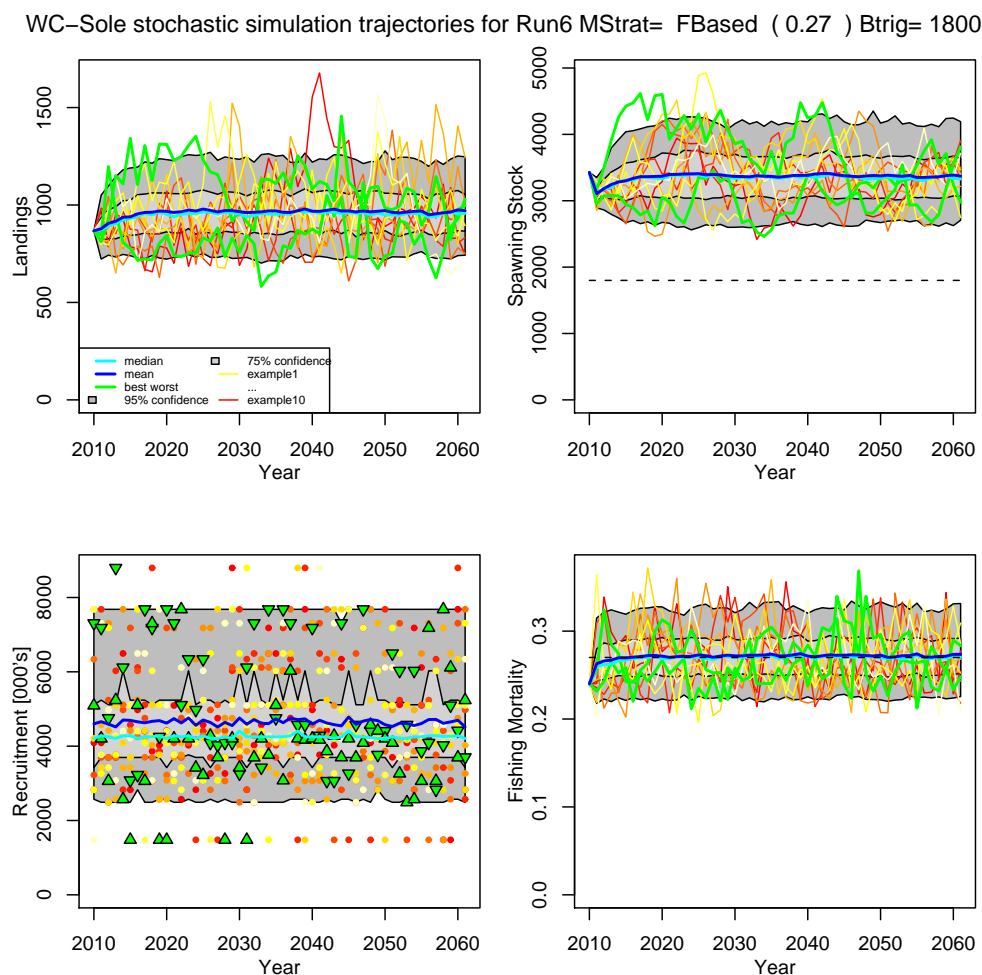 WC−Sole stochastic simulation trajectories for Run6 MStrat= FBased ( 0.27 ) Btrig= 1800
Landings
0 500 1000 1500
median
mean
best worst
95% confidence
75% confidence
example1
...
example10
2010 2020 2030 2040 2050 2060
Year
Spawning Stock
0 1000 2000 3000 4000 5000
2010 2020 2030 2040 2050 2060
Year
Recruitment [000's]
0 2000 4000 6000 8000
2010 2020 2030 2040 2050 2060
Year
Fishing Mortality
0.0 0.1 0.2 0.3
2010 2020 2030 2040 2050 2060
Year